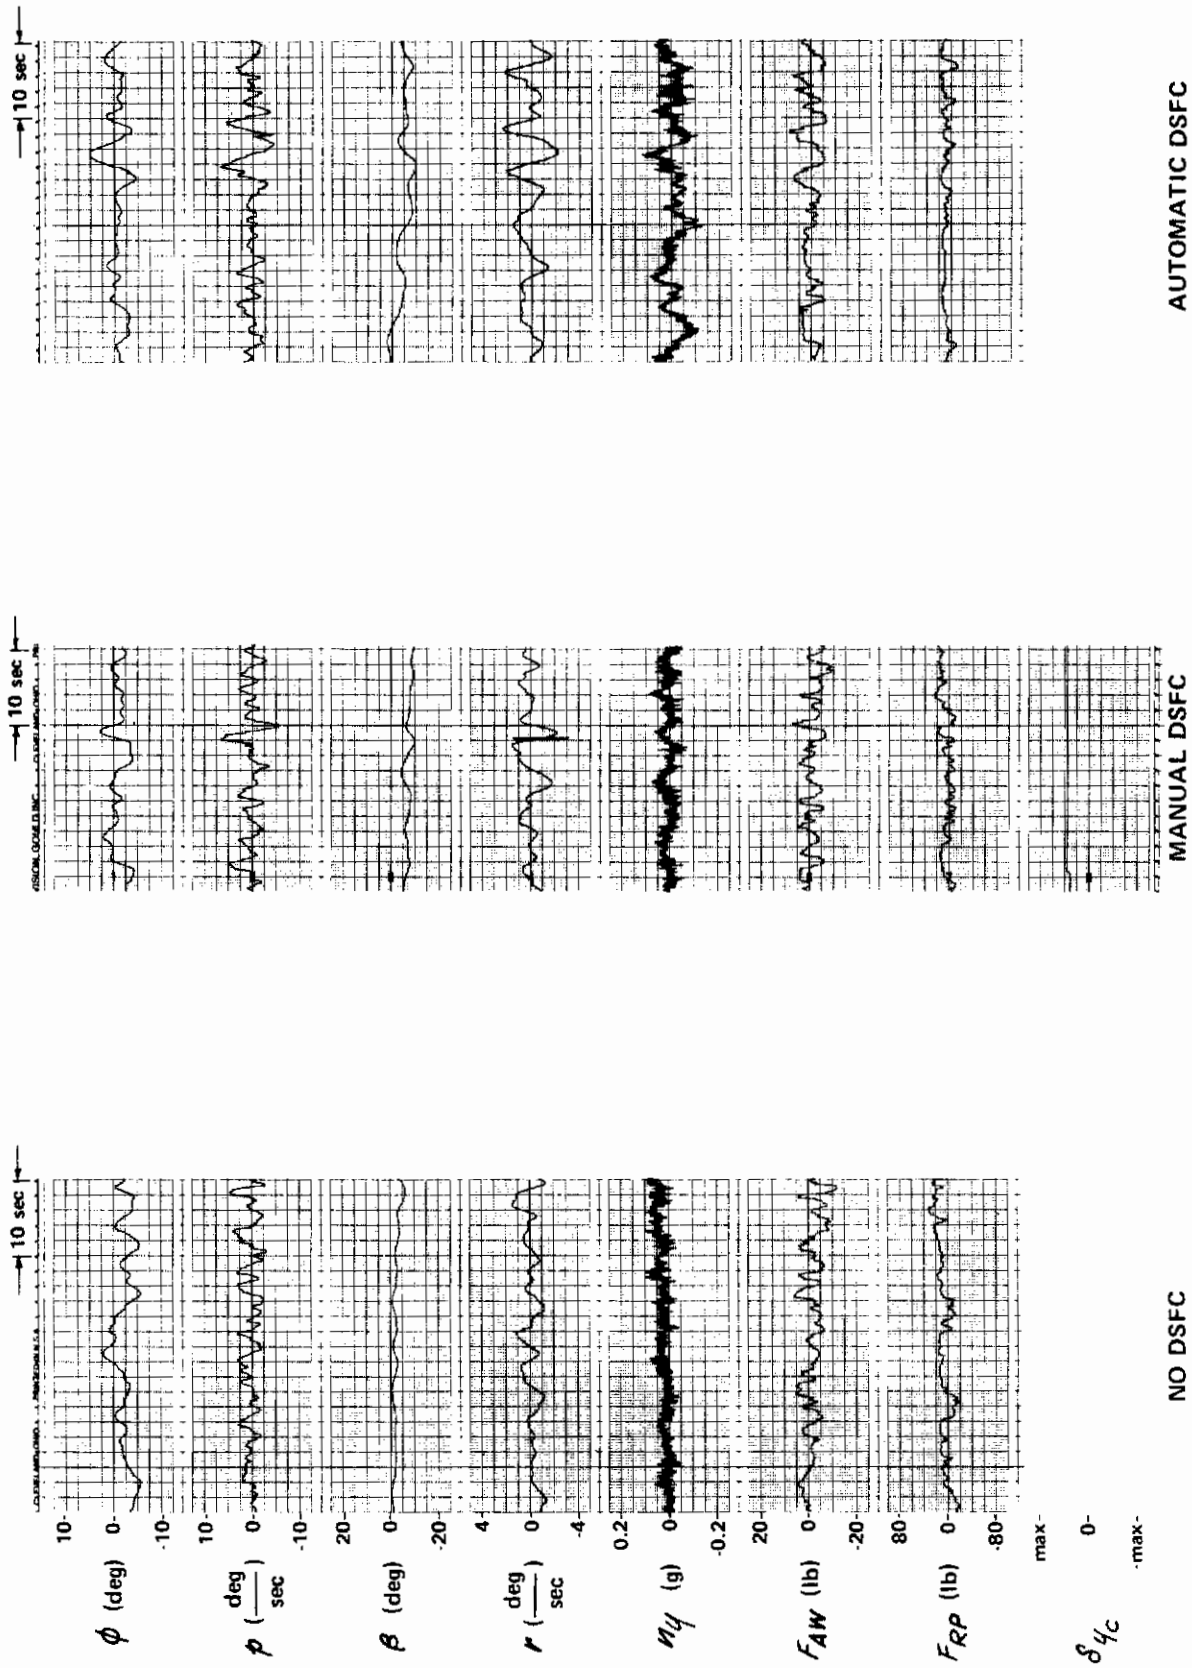 10 sec
10 sec
10 sec
ϕ (deg)
10
0
-10
p (deg/sec)
10
0
-10
β (deg)
20
0
-20
r (deg/sec)
4
0
4
ny (g)
0.2
0
-0.2
FAW (lb)
20
0
-20
FRP (lb)
80
0
-80
δyc
max
0
-max
NO DSFC
MANUAL DSFC
AUTOMATIC DSFC